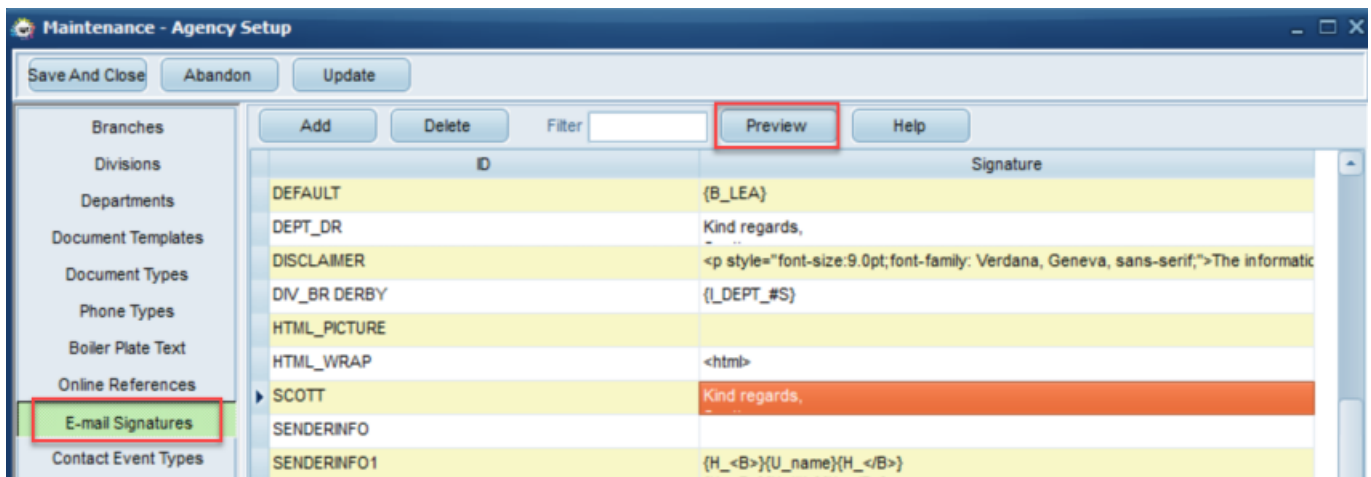 Maintenance - Agency Setup
Save And Close Abandon Update
Branches
Divisions
Departments
Document Templates
Document Types
Phone Types
Boiler Plate Text
Online References
E-mail Signatures
Contact Event Types
Add Delete Filter Preview Help
ID Signature
DEFAULT {B_LEA}
DEPT_DR Kind regards,
DISCLAIMER <p style="font-size:9.0pt;font-family: Verdana, Geneva, sans-serif;">The informatic
DIV_BR DERBY {I_DEPT_#S}
HTML_PICTURE
HTML_WRAP <html>
SCOTT Kind regards,
SENDERINFO
SENDERINFO1 {H_<B>}{U_name}{H_</B>}